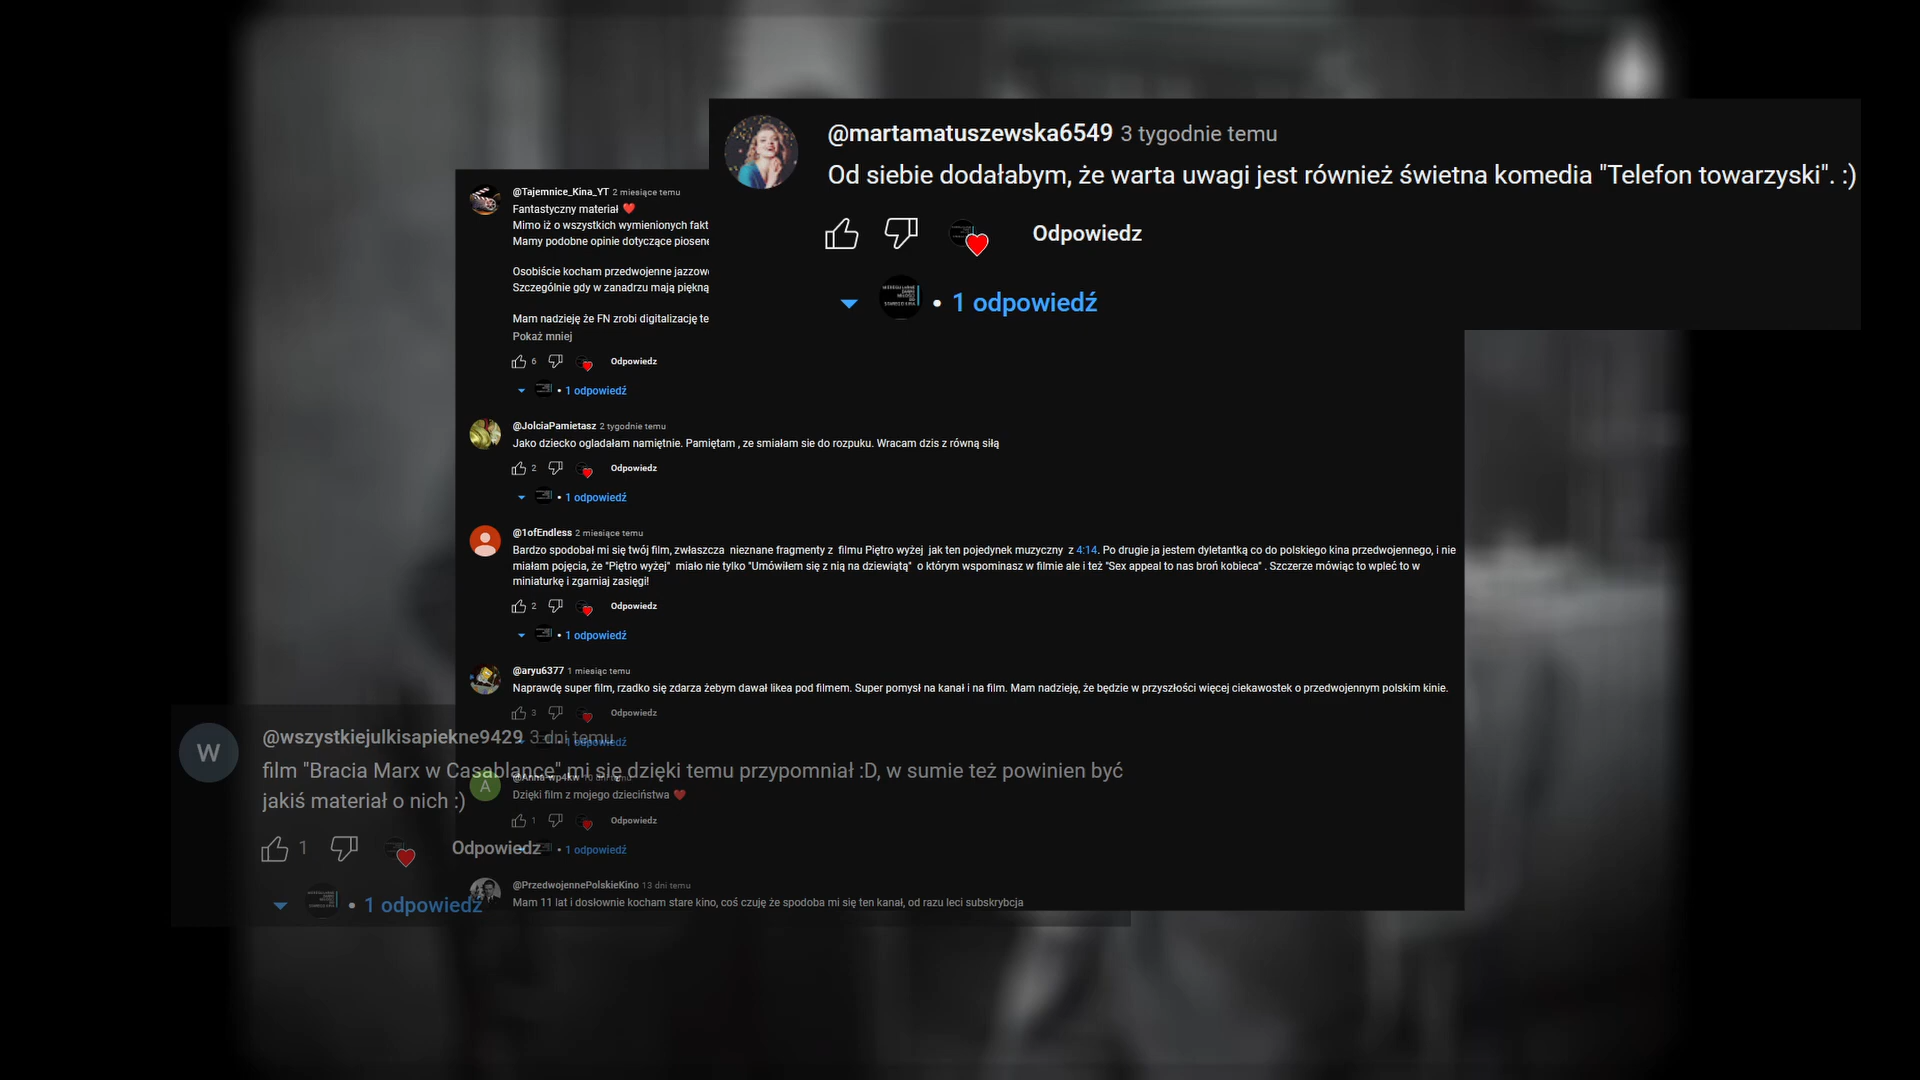 @martamatuszewska6549 3 tygodnie temu
Od siebie dodałabym, że warta uwagi jest również świetna komedia "Telefon towarzyski". :)
Odpowiedz
• 1 odpowiedź
@Tajemnice_Kina_YT 2 miesiące temu
Fantastyczny materiał ❤️
Mimo iż o wszystkich wymienionych fakt
Mamy podobne opinie dotyczące piosene
Osobiście kocham przedwojenne jazzowe
Szczególnie gdy w zanadrzu mają piękną
Mam nadzieję że FN zrobi digitalizację te
Pokaż mniej
6 Odpowiedz
• 1 odpowiedź
@JolciaPamietasz 2 tygodnie temu
Jako dziecko ogladałam namiętnie. Pamiętam , ze smiałam sie do rozpuku. Wracam dzis z równą siłą
2 Odpowiedz
• 1 odpowiedź
@1ofEndless 2 miesiące temu
Bardzo spodobał mi się twój film, zwłaszcza nieznane fragmenty z filmu Piętro wyżej jak ten pojedynek muzyczny z 4:14. Po drugie ja jestem dyletantką co do polskiego kina przedwojennego, i nie
miałam pojęcia, że "Piętro wyżej" miało nie tylko "Umówiłem się z nią na dziewiątą" o którym wspominasz w filmie ale i też "Sex appeal to nas broń kobieca" . Szczerze mówiąc to wpleć to w
miniaturkę i zgarniaj zasięgi!
2 Odpowiedz
• 1 odpowiedź
@aryu6377 1 miesiąc temu
Naprawdę super film, rzadko się zdarza żebym dawał likea pod filmem. Super pomysł na kanał i na film. Mam nadzieję, że będzie w przyszłości więcej ciekawostek o przedwojennym polskim kinie.
3 Odpowiedz
• 1 odpowiedź
W
@wszystkiejulkisapiekne9429 3 dni temu
film "Bracia Marx w Casablance" mi się dzięki temu przypomniał :D, w sumie też powinien być
jakiś materiał o nich :)
1 Odpowiedz
• 1 odpowiedź
A
Dzięki film z mojego dzieciństwa ❤️
1 Odpowiedz
• 1 odpowiedź
@PrzedwojennePolskieKino 13 dni temu
Mam 11 lat i dosłownie kocham stare kino, coś czuję że spodoba mi się ten kanał, od razu leci subskrybcja